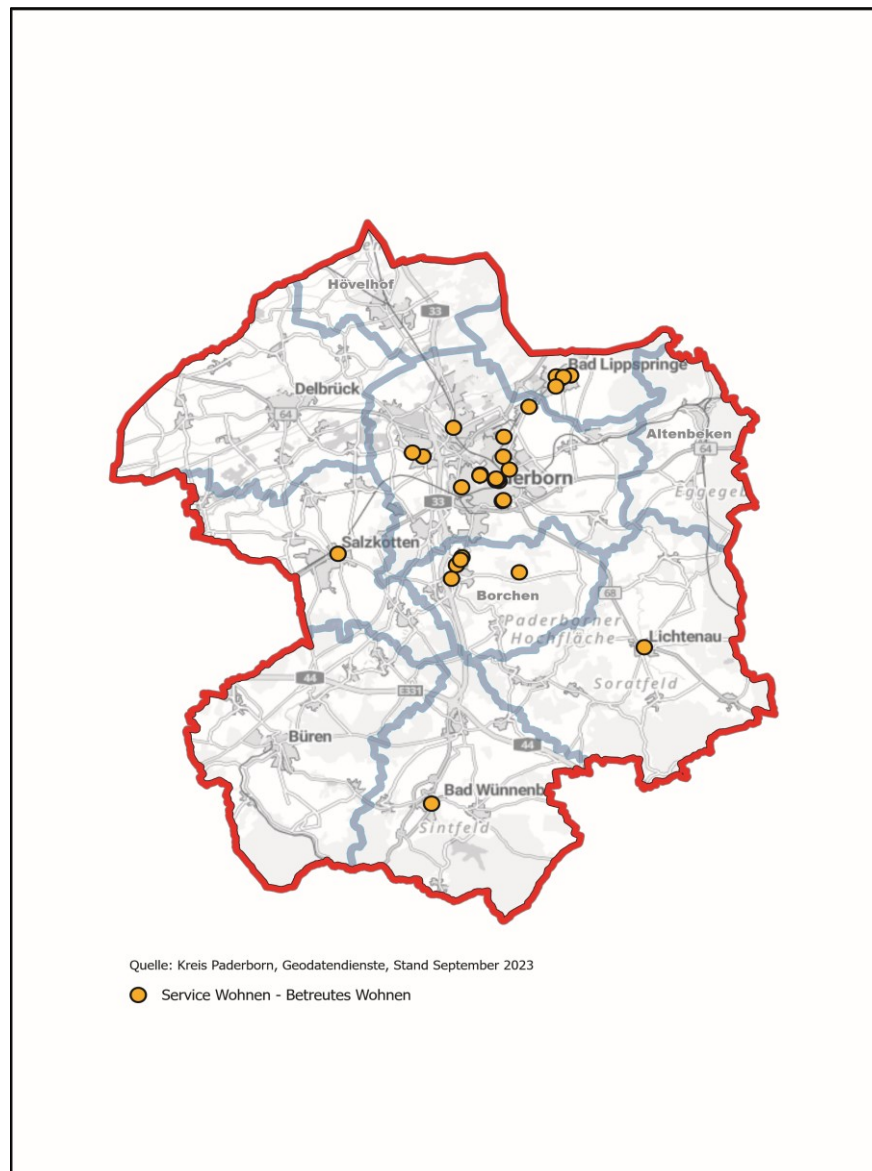 Hövelhof
33
Bad Lippspringe
Delbrück
64
Altenbeken
64
erborn
33
Eggegeb
Salzkotten
Borchen
68
Paderborner
Hochfläche
Lichtenau
Soratfeld
44
E331
Büren
44
Bad Wünnenb
Sintfeld
Quelle: Kreis Paderborn, Geodatendienste, Stand September 2023
Service Wohnen - Betreutes Wohnen